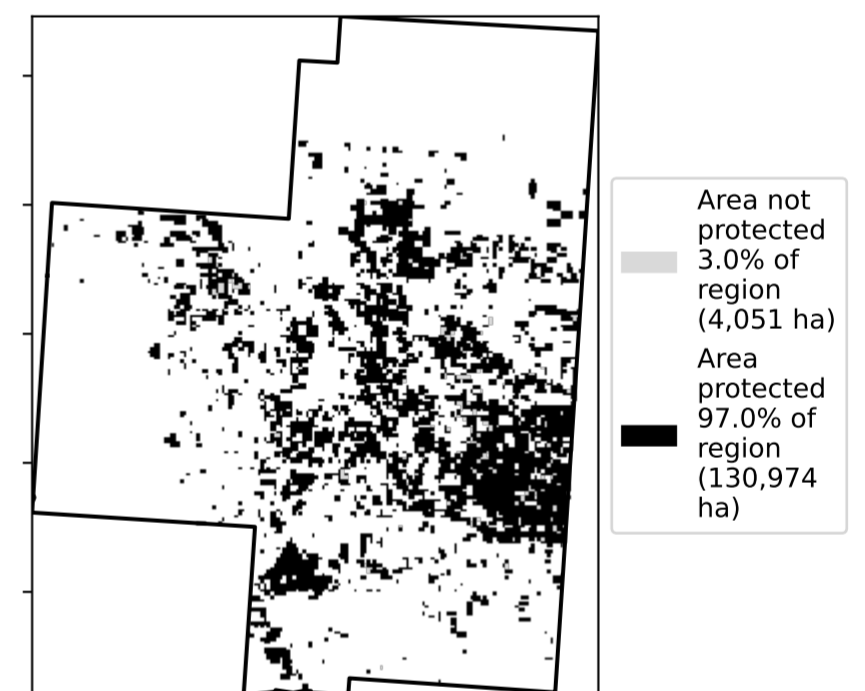 Area not
protected
3.0% of
region
(4,051 ha)
Area
protected
97.0% of
region
(130,974
ha)